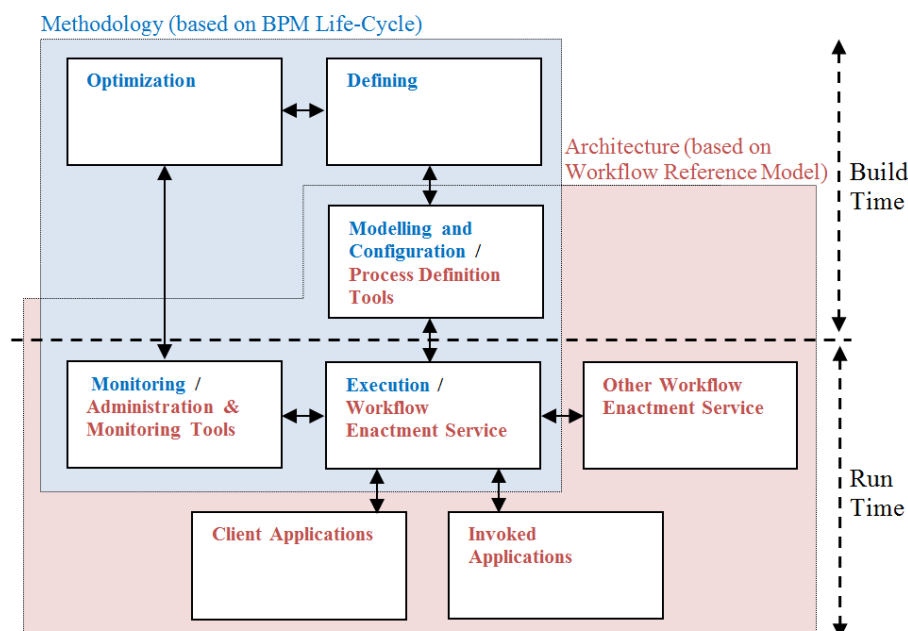 Methodology (based on BPM Life-Cycle)
Optimization
Defining
Architecture (based on
Workflow Reference Model)
Build
Time
Modelling and
Configuration /
Process Definition
Tools
Monitoring /
Administration &
Monitoring Tools
Execution /
Workflow
Enactment Service
Other Workflow
Enactment Service
Run
Time
Client Applications
Invoked
Applications